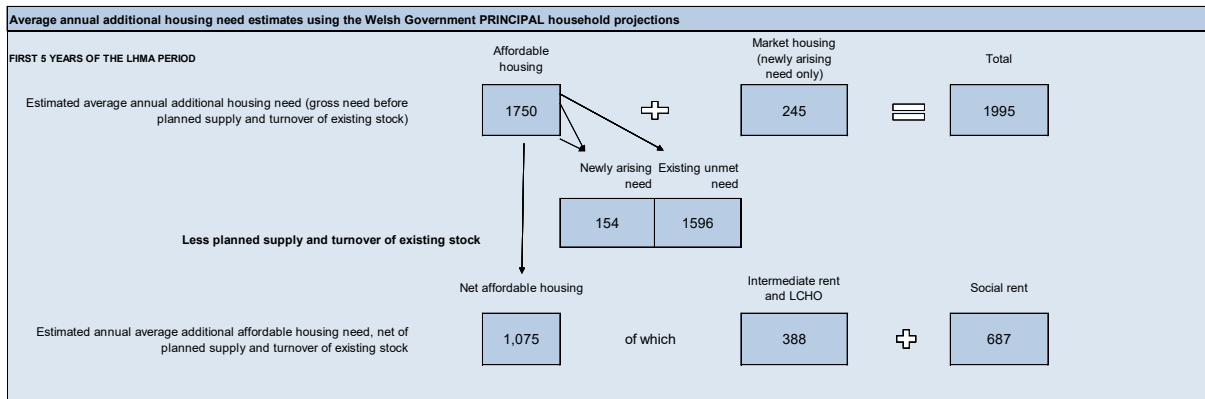 Average annual additional housing need estimates using the Welsh Government PRINCIPAL household projections
FIRST 5 YEARS OF THE LHMA PERIOD
Affordable
housing
Market housing
(newly arising
need only)
Total
Estimated average annual additional housing need (gross need before
planned supply and turnover of existing stock)
1750
245
1995
Newly arising
need
Existing unmet
need
154
1596
Less planned supply and turnover of existing stock
Net affordable housing
Intermediate rent
and LCHO
Social rent
Estimated annual average additional affordable housing need, net of
planned supply and turnover of existing stock
1,075
of which
388
687